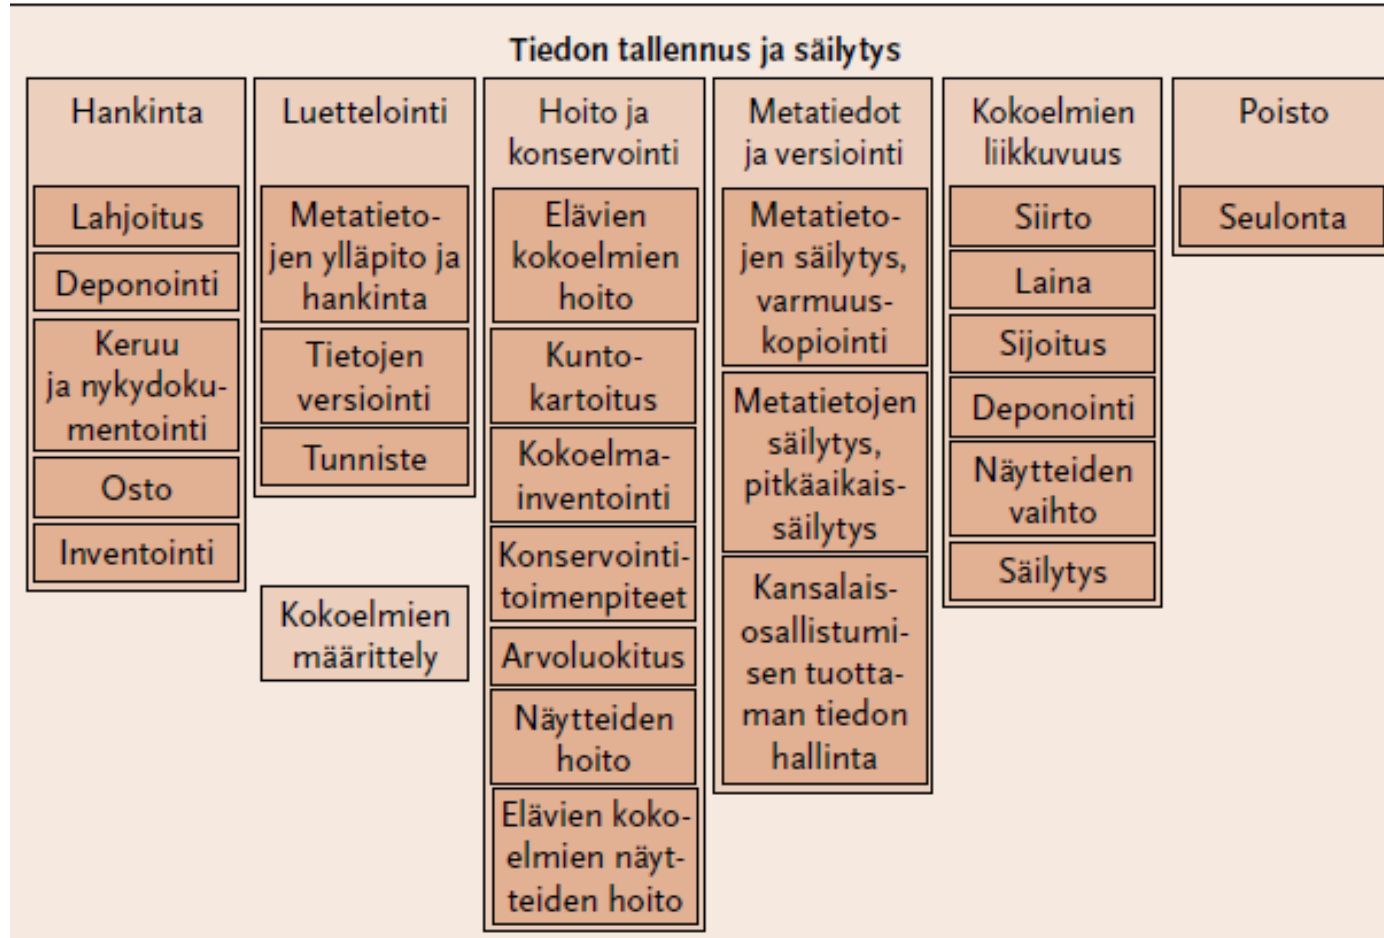 Tiedon tallennus ja säilytys
Hankinta
Lahjoitus
Deponointi
Keruu
ja nykydoku-
mentointi
Osto
Inventointi
Luettelointi
Metatieto-
jen ylläpito ja
hankinta
Tietojen
versiointi
Tunniste
Kokoelmien
määrittely
Hoito ja
konservointi
Elävien
kokoelmien
hoito
Kunto-
kartoitus
Kokoelma-
inventointi
Konservointi-
toimenpiteet
Arvoluokitus
Näytteiden
hoito
Elävien koko-
elmien näyt-
teiden hoito
Metatiedot
ja versiointi
Metatieto-
jen säilytys,
varmuus-
kopiointi
Metatietojen
säilytys,
pitkäaikais-
säilytys
Kansalais-
osallistumi-
sen tuotta-
man tiedon
hallinta
Kokoelmien
liikkuvuus
Siirto
Laina
Sijoitus
Deponointi
Näytteiden
vaihto
Säilytys
Poisto
Seulonta